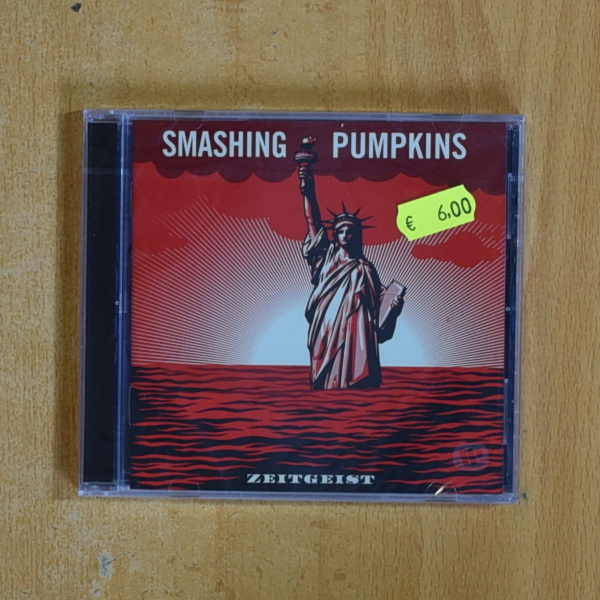 SMASHING PUMPKINS
€ 6,00
ZEITGEIST